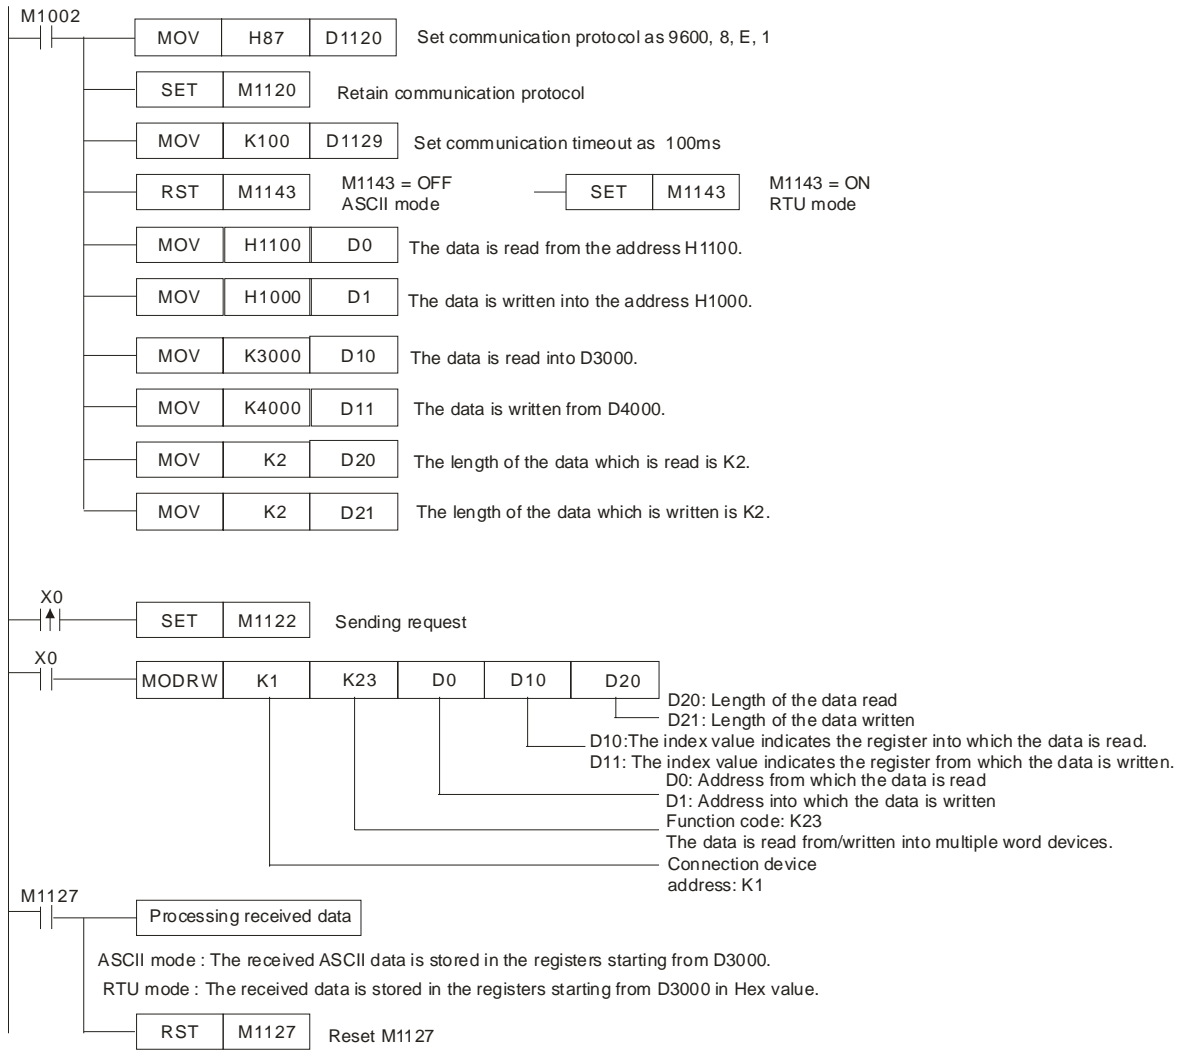 M1002
MOV H87 D1120 Set communication protocol as 9600, 8, E, 1
SET M1120 Retain communication protocol
MOV K100 D1129 Set communication timeout as 100ms
RST M1143 M1143 = OFF
ASCII mode
SET M1143 M1143 = ON
RTU mode
MOV H1100 D0 The data is read from the address H1100.
MOV H1000 D1 The data is written into the address H1000.
MOV K3000 D10 The data is read into D3000.
MOV K4000 D11 The data is written from D4000.
MOV K2 D20 The length of the data which is read is K2.
MOV K2 D21 The length of the data which is written is K2.
X0
SET M1122 Sending request
X0
MODRW K1 K23 D0 D10 D20
D20: Length of the data read
D21: Length of the data written
D10:The index value indicates the register into which the data is read.
D11: The index value indicates the register from which the data is written.
D0: Address from which the data is read
D1: Address into which the data is written
Function code: K23
The data is read from/written into multiple word devices.
Connection device
address: K1
M1127
Processing received data
ASCII mode : The received ASCII data is stored in the registers starting from D3000.
RTU mode : The received data is stored in the registers starting from D3000 in Hex value.
RST M1127 Reset M1127